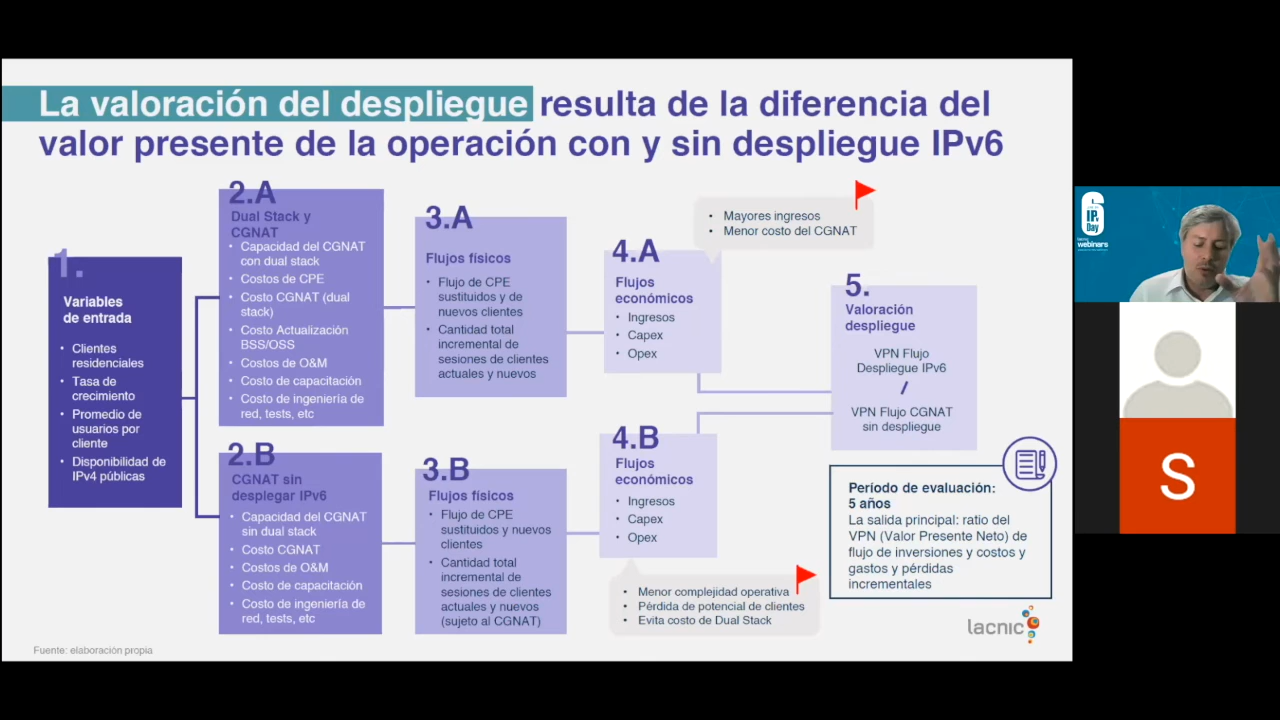 La valoración del despliegue resulta de la diferencia del
valor presente de la operación con y sin despliegue IPv6
1.
Variables
de entrada
• Clientes
residenciales
• Tasa de
crecimiento
• Promedio de
usuarios por
cliente
• Disponibilidad de
IPv4 públicas
2.A
Dual Stack y
CGNAT
• Capacidad del CGNAT
con dual stack
• Costos de CPE
• Costo CGNAT (dual
stack)
• Costo Actualización
BSS/OSS
• Costos de O&M
• Costo de capacitación
• Costo de ingeniería de
red, tests, etc
2.B
CGNAT sin
desplegar IPv6
• Capacidad del CGNAT
sin dual stack
• Costo CGNAT
• Costos de O&M
• Costo de capacitación
• Costo de ingeniería de
red, tests, etc
3.A
Flujos físicos
• Flujo de CPE
sustituidos y de
nuevos clientes
• Cantidad total
incremental de
sesiones de clientes
actuales y nuevos
3.B
Flujos físicos
• Flujo de CPE
sustituidos y nuevos
clientes
• Cantidad total
incremental de
sesiones de clientes
actuales y nuevos
(sujeto al CGNAT)
• Mayores ingresos
• Menor costo del CGNAT
4.A
Flujos
económicos
• Ingresos
• Capex
• Opex
4.B
Flujos
económicos
• Ingresos
• Capex
• Opex
• Menor complejidad operativa
• Pérdida de potencial de clientes
• Evita costo de Dual Stack
5.
Valoración
despliegue
VPN Flujo
Despliegue IPv6
/
VPN Flujo CGNAT
sin despliegue
Período de evaluación:
5 años
La salida principal: ratio del
VPN (Valor Presente Neto) de
flujo de inversiones y costos y
gastos y pérdidas
incrementales
lacnic
Fuente: elaboración propia
6
IPv
Day
lacnic
webinars
S